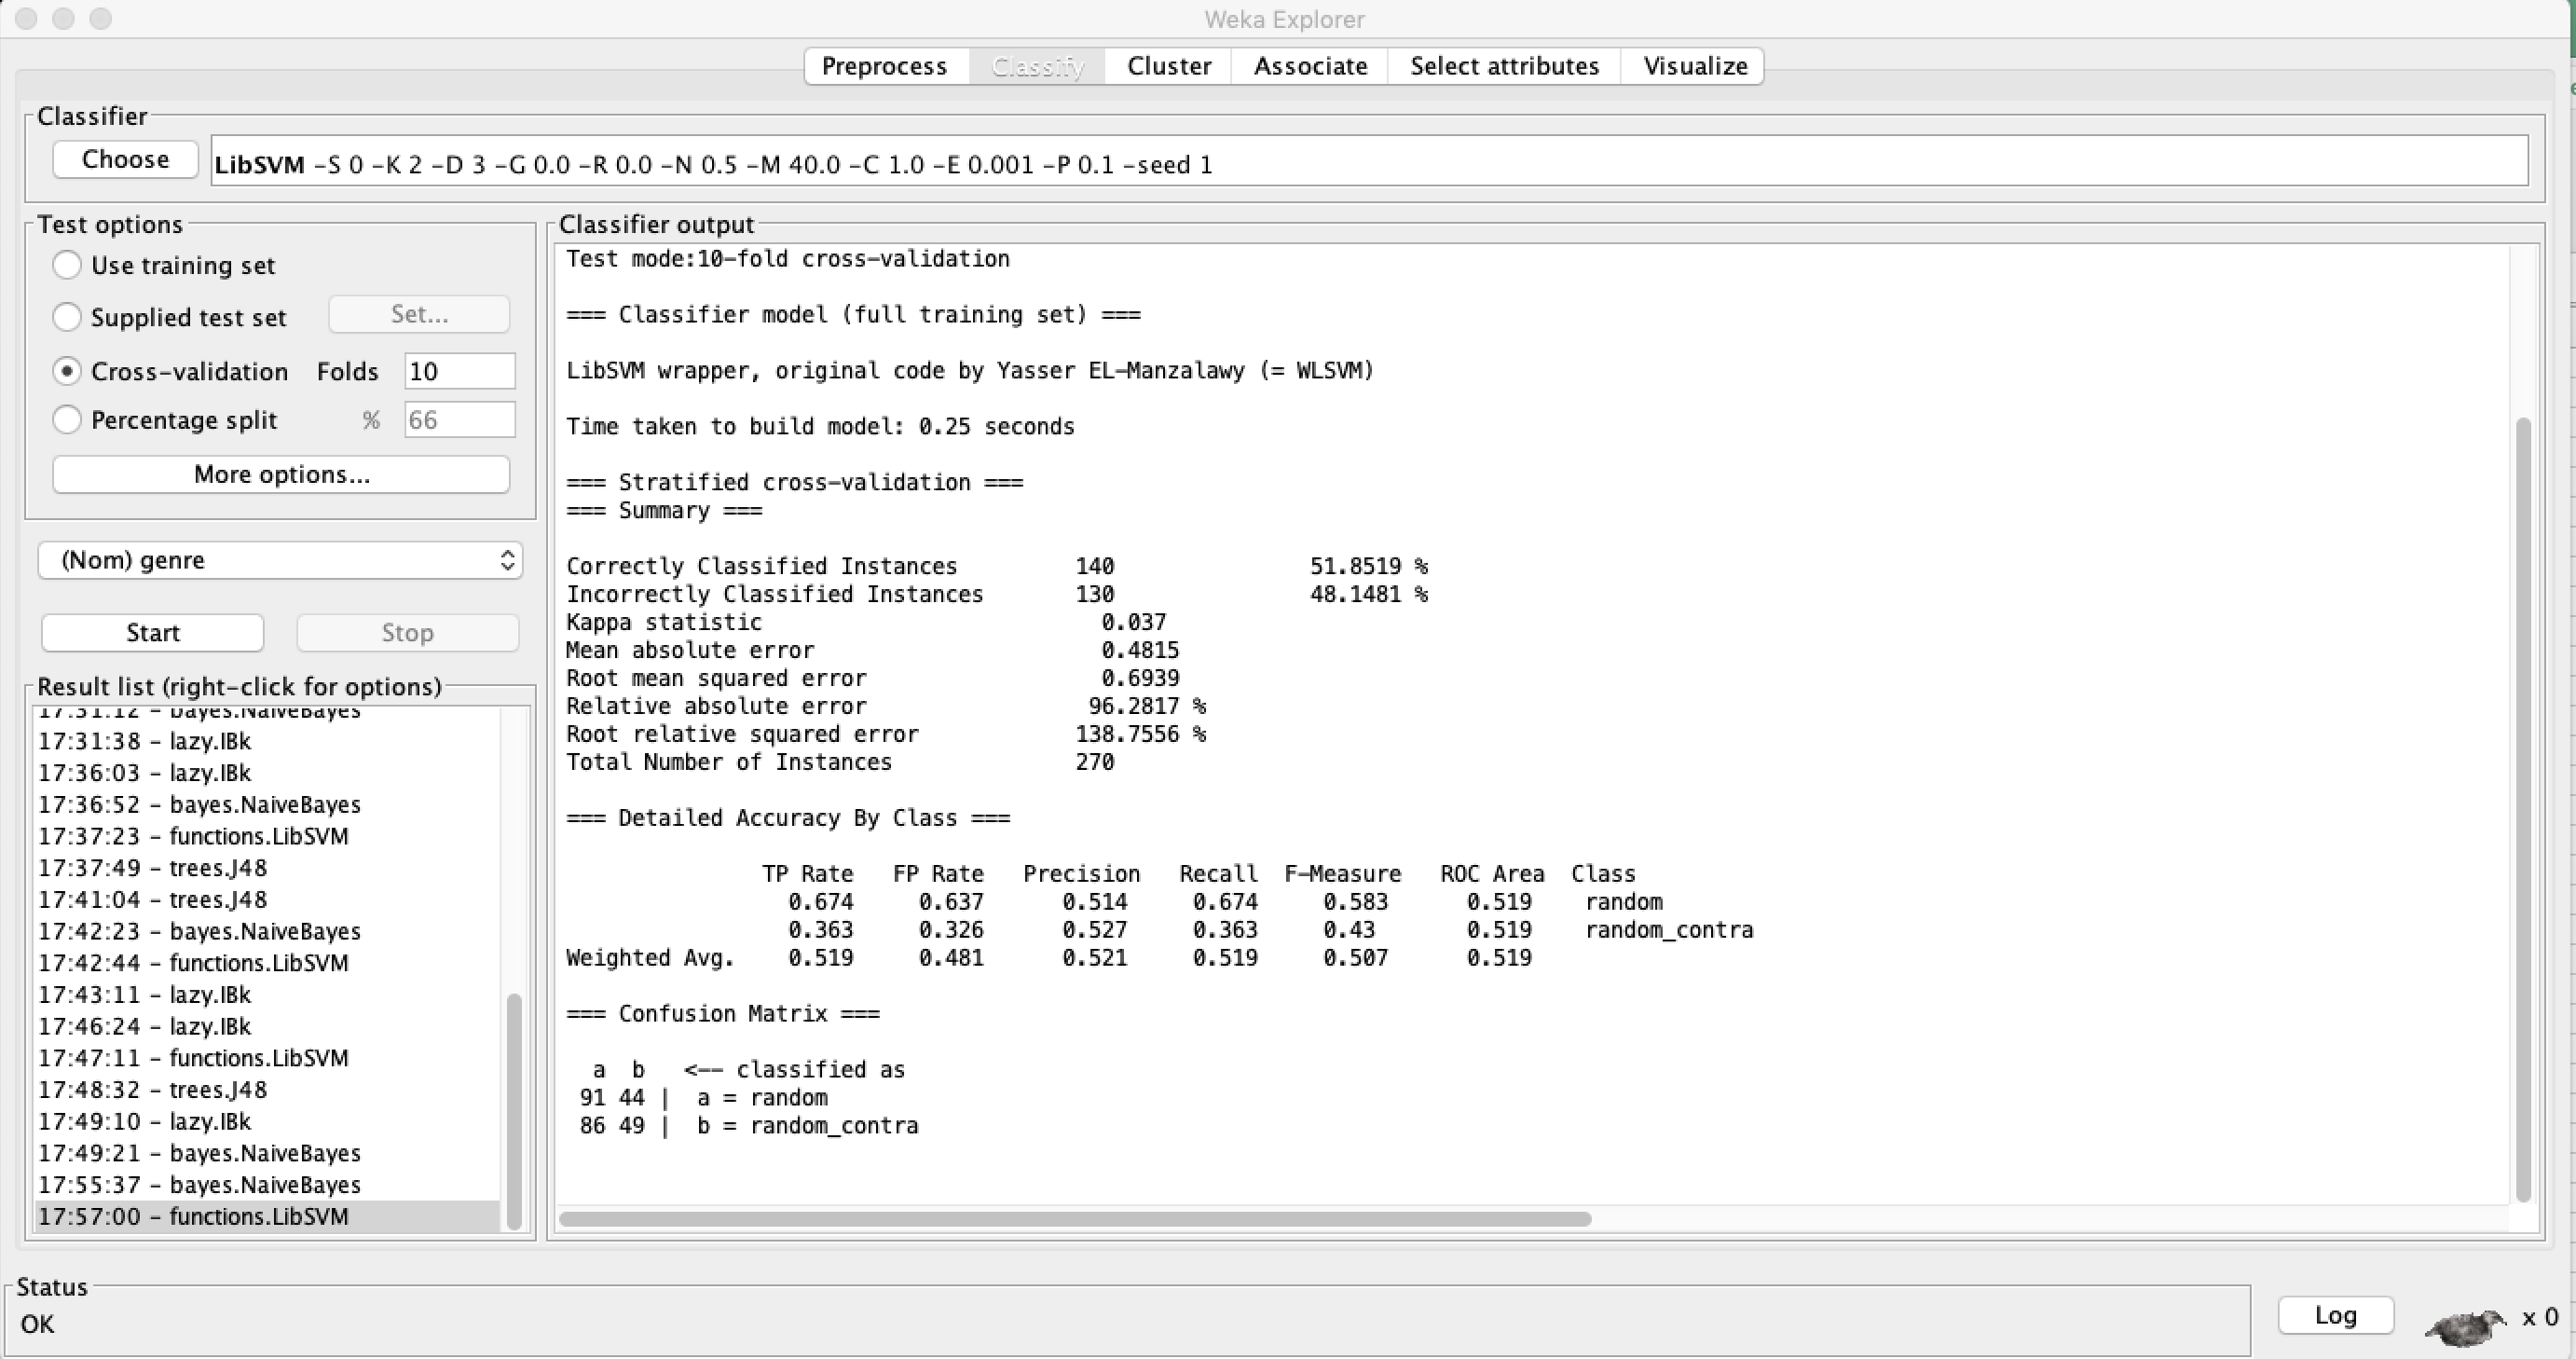 Weka Explorer
Preprocess Classify Cluster Associate Select attributes Visualize
Classifier
Choose LibSVM -S 0 -K 2 -D 3 -G 0.0 -R 0.0 -N 0.5 -M 40.0 -C 1.0 -E 0.001 -P 0.1 -seed 1
Test options
Use training set
Supplied test set Set...
Cross-validation Folds 10
Percentage split % 66
More options...
(Nom) genre
Start Stop
Result list (right-click for options)
17:31:12 - bayes.NaiveBayes
17:31:38 - lazy.IBk
17:36:03 - lazy.IBk
17:36:52 - bayes.NaiveBayes
17:37:23 - functions.LibSVM
17:37:49 - trees.J48
17:41:04 - trees.J48
17:42:23 - bayes.NaiveBayes
17:42:44 - functions.LibSVM
17:43:11 - lazy.IBk
17:46:24 - lazy.IBk
17:47:11 - functions.LibSVM
17:48:32 - trees.J48
17:49:10 - lazy.IBk
17:49:21 - bayes.NaiveBayes
17:55:37 - bayes.NaiveBayes
17:57:00 - functions.LibSVM
Classifier output
Test mode:10-fold cross-validation
=== Classifier model (full training set) ===
LibSVM wrapper, original code by Yasser EL-Manzalawy (= WLSVM)
Time taken to build model: 0.25 seconds
=== Stratified cross-validation ===
=== Summary ===
Correctly Classified Instances 140 51.8519 %
Incorrectly Classified Instances 130 48.1481 %
Kappa statistic 0.037
Mean absolute error 0.4815
Root mean squared error 0.6939
Relative absolute error 96.2817 %
Root relative squared error 138.7556 %
Total Number of Instances 270
=== Detailed Accuracy By Class ===
TP Rate FP Rate Precision Recall F-Measure ROC Area Class
0.674 0.637 0.514 0.674 0.583 0.519 random
0.363 0.326 0.527 0.363 0.43 0.519 random_contra
Weighted Avg. 0.519 0.481 0.521 0.519 0.507 0.519
=== Confusion Matrix ===
a b <-- classified as
91 44 | a = random
86 49 | b = random_contra
Status
OK
Log x 0